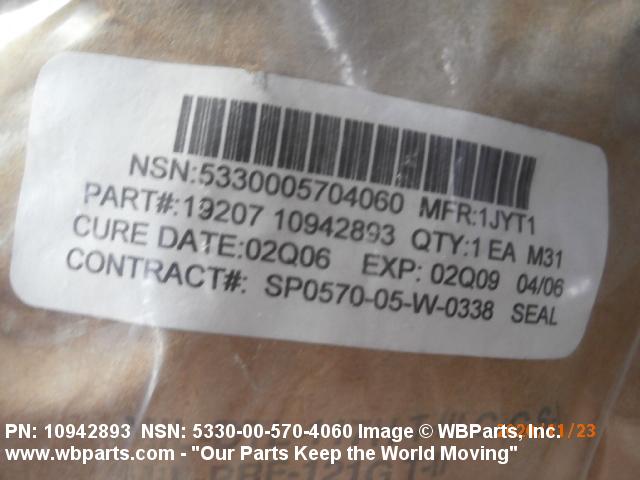 NSN:5330005704060 MFR:1JYT1
PART#:19207 10942893 QTY:1 EA M31
CURE DATE:02Q06 EXP: 02Q09 04/06
CONTRACT#: SP0570-05-W-0338 SEAL
PN: 10942893 NSN: 5330-00-570-4060 Image © WBParts, Inc.
www.wbparts.com - "Our Parts Keep the World Moving"